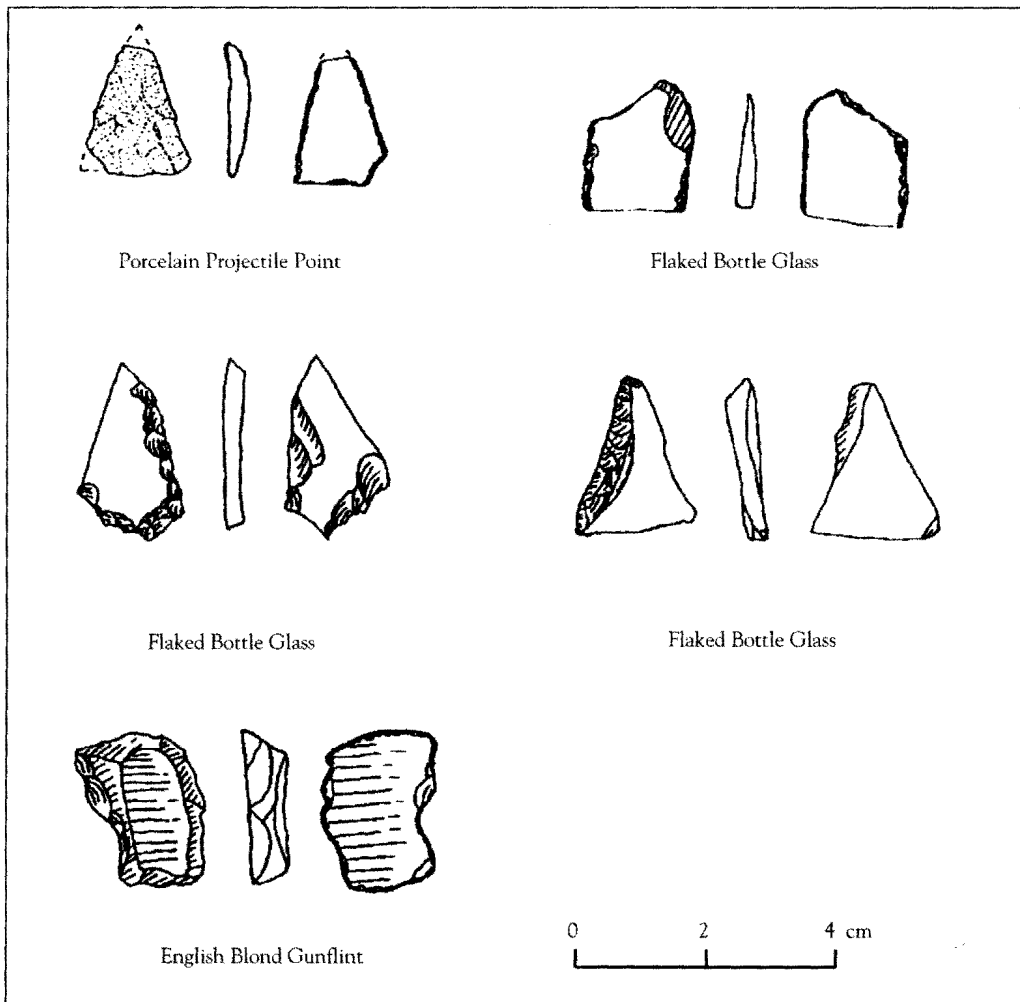 Porcelain Projectile Point
Flaked Bottle Glass
Flaked Bottle Glass
Flaked Bottle Glass
English Blond Gunflint
0 2 4 cm